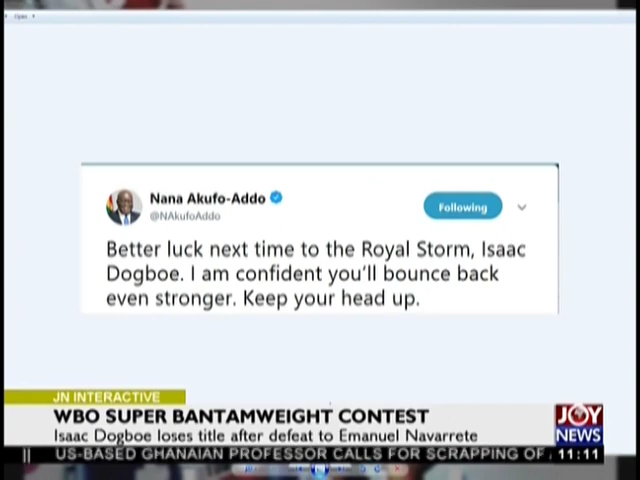 Open
Nana Akufo-Addo
@NAkufoAddo
Following
Better luck next time to the Royal Storm, Isaac
Dogboe. I am confident you'll bounce back
even stronger. Keep your head up.
JN INTERACTIVE
WBO SUPER BANTAMWEIGHT CONTEST
Isaac Dogboe loses title after defeat to Emanuel Navarrete
JOY
NEWS
US-BASED GHANAIAN PROFESSOR CALLS FOR SCRAPPING OF
11:11